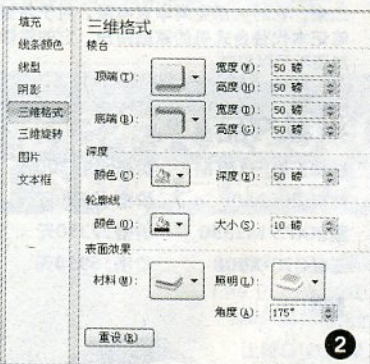 填充
线条颜色
线型
阴影
三维格式
三维旋转
图片
文本框
三维格式
棱台
顶端(T): 宽度(W): 50 磅
高度(H): 50 磅
底端(B): 宽度(D): 50 磅
高度(G): 50 磅
深度
颜色(C): 深度(E): 50 磅
轮廓线
颜色(O): 大小(S): 10 磅
表面效果
材料(M): 照明(L):
角度(A): 175°
重设(R)
2